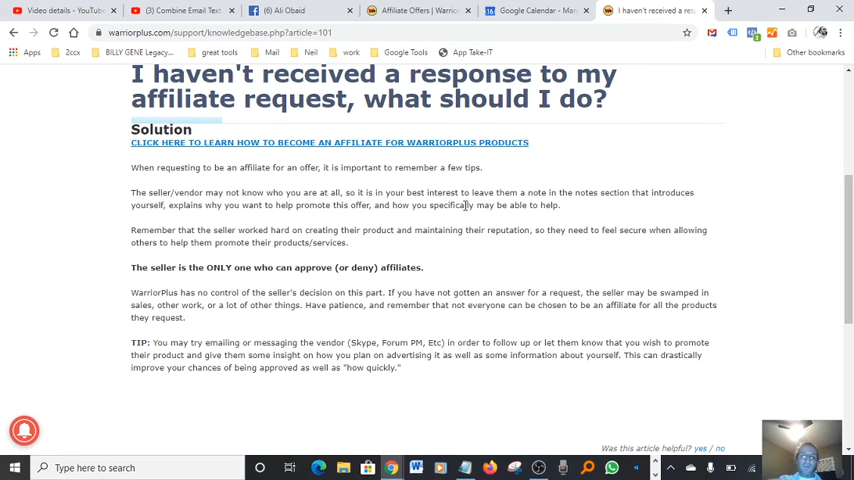 Video details - YouTube
(3) Combine Email Text
(6) Ali Obaid
Affiliate Offers | Warrior
Google Calendar - Mar
I haven't received a resp
warriorplus.com/support/knowledgebase.php?article=101
Apps
2ccx
BILLY GENE Legacy...
great tools
Mail
Neil
work
Google Tools
App Take-IT
Other bookmarks
I haven't received a response to my
affiliate request, what should I do?
Solution
CLICK HERE TO LEARN HOW TO BECOME AN AFFILIATE FOR WARRIORPLUS PRODUCTS
When requesting to be an affiliate for an offer, it is important to remember a few tips.
The seller/vendor may not know who you are at all, so it is in your best interest to leave them a note in the notes section that introduces
yourself, explains why you want to help promote this offer, and how you specifically may be able to help.
Remember that the seller worked hard on creating their product and maintaining their reputation, so they need to feel secure when allowing
others to help them promote their products/services.
The seller is the ONLY one who can approve (or deny) affiliates.
WarriorPlus has no control of the seller's decision on this part. If you have not gotten an answer for a request, the seller may be swamped in
sales, other work, or a lot of other things. Have patience, and remember that not everyone can be chosen to be an affiliate for all the products
they request.
TIP: You may try emailing or messaging the vendor (Skype, Forum PM, Etc) in order to follow up or let them know that you wish to promote
their product and give them some insight on how you plan on advertising it as well as some information about yourself. This can drastically
improve your chances of being approved as well as "how quickly."
Was this article helpful? yes / no
Type here to search